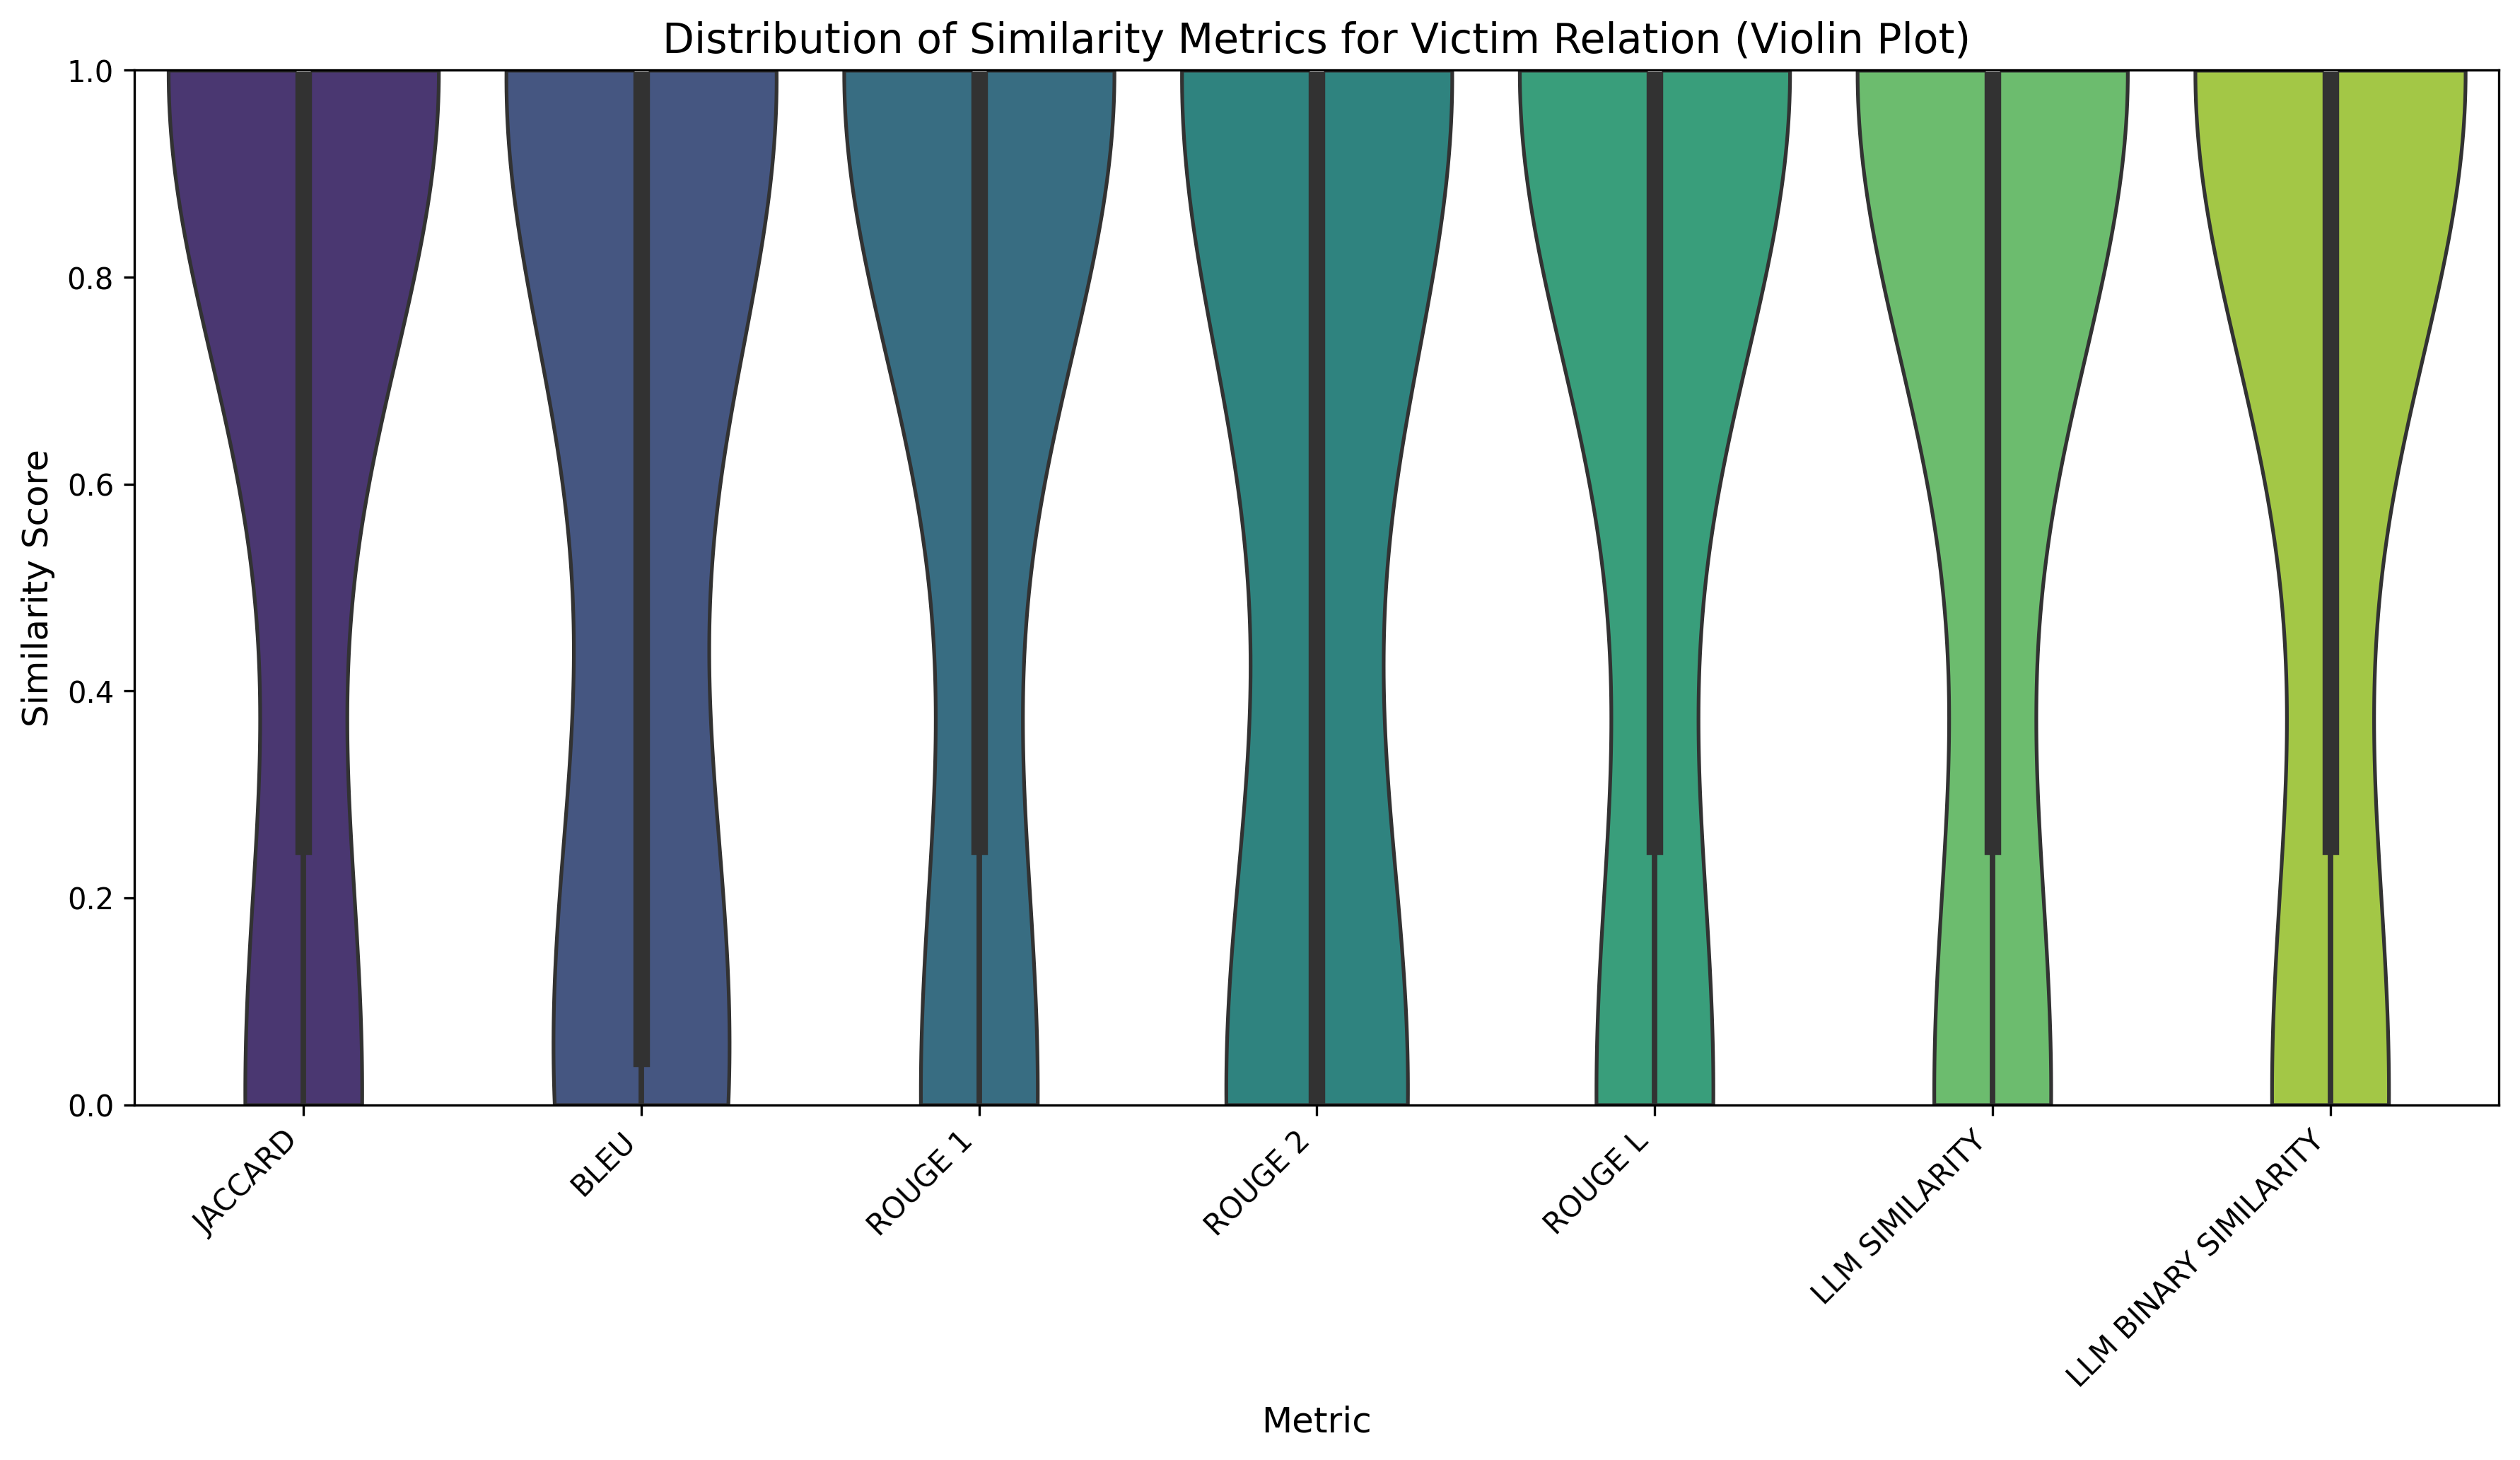 Distribution of Similarity Metrics for Victim Relation (Violin Plot)
1.0
0.8
0.6
0.4
0.2
0.0
Similarity Score
JACCARD
BLEU
ROUGE 1
ROUGE 2
ROUGE L
LLM SIMILARITY
LLM BINARY SIMILARITY
Metric